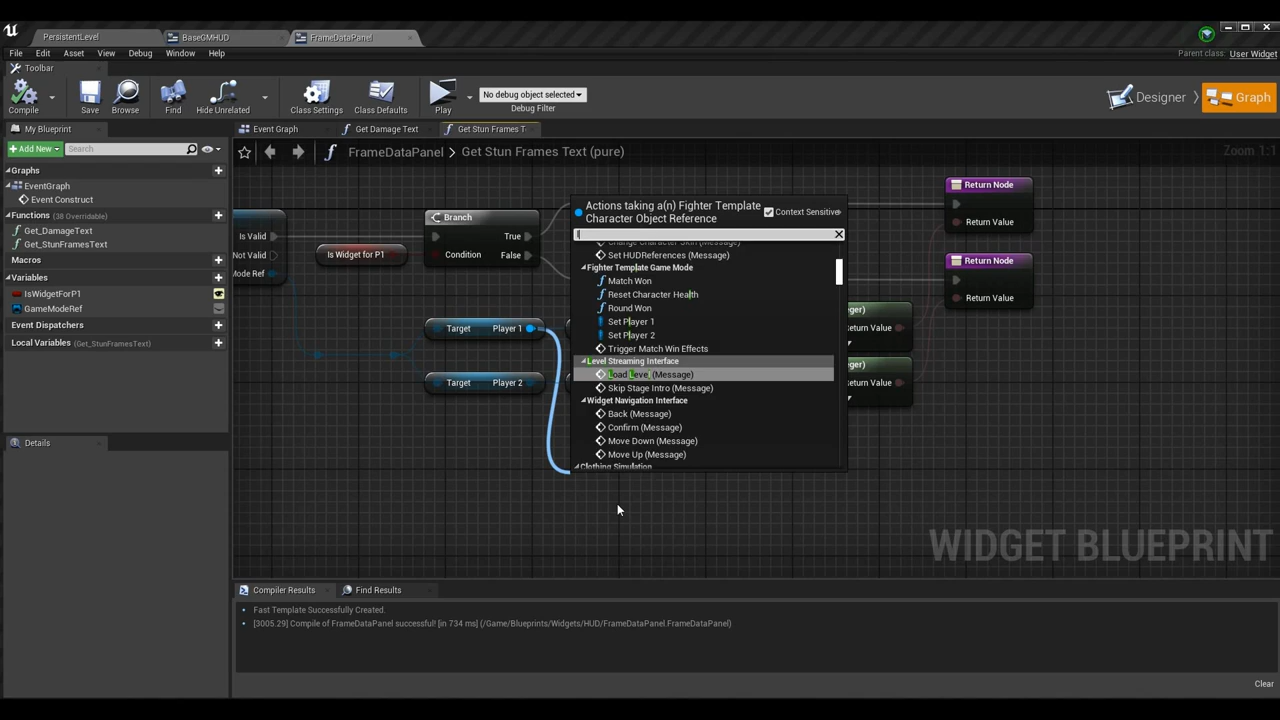 PersistentLevel
BaseGMHUD
FrameDataPanel
File Edit Asset View Debug Window Help
Parent class: User Widget
Toolbar
Compile
Save
Browse
Find
Hide Unrelated
Class Settings
Class Defaults
Play
No debug object selected
Debug Filter
Designer
Graph
My Blueprint
Add New
Search
Graphs
EventGraph
Event Construct
Functions (38 Overridable)
Get_DamageText
Get_StunFramesText
Macros
Variables
IsWidgetForP1
GameModeRef
Event Dispatchers
Local Variables (Get_StunFramesText)
Details
Event Graph
Get Damage Text
Get Stun Frames T
FrameDataPanel > Get Stun Frames Text (pure)
Zoom 1:1
Is Valid
Not Valid
Mode Ref
Is Widget for P1
Branch
Condition
True
False
Target Player 1
Target Player 2
Actions taking a(n) Fighter Template
Character Object Reference
Context Sensitive
l
Change Character Skin (Message)
Set HUDReferences (Message)
Fighter Template Game Mode
Match Won
Reset Character Health
Round Won
Set Player 1
Set Player 2
Trigger Match Win Effects
Level Streaming Interface
Load Level (Message)
Skip Stage Intro (Message)
Widget Navigation Interface
Back (Message)
Confirm (Message)
Move Down (Message)
Move Up (Message)
Clothing Simulation
Return Node
Return Value
Return Node
Return Value
eger)
Return Value
eger)
Return Value
WIDGET BLUEPRINT
Compiler Results
Find Results
Fast Template Successfully Created.
[3005.29] Compile of FrameDataPanel successful! [in 734 ms] (/Game/Blueprints/Widgets/HUD/FrameDataPanel.FrameDataPanel)
Clear